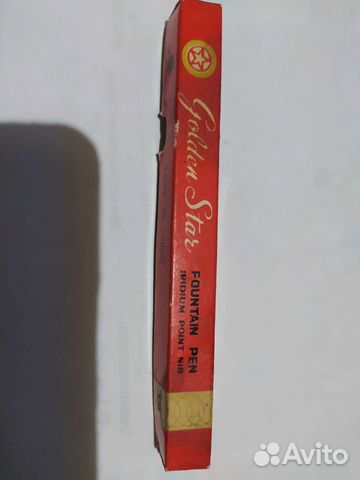 Golden Star
FOUNTAIN PEN
IRIDIUM POINT NIB
Avito